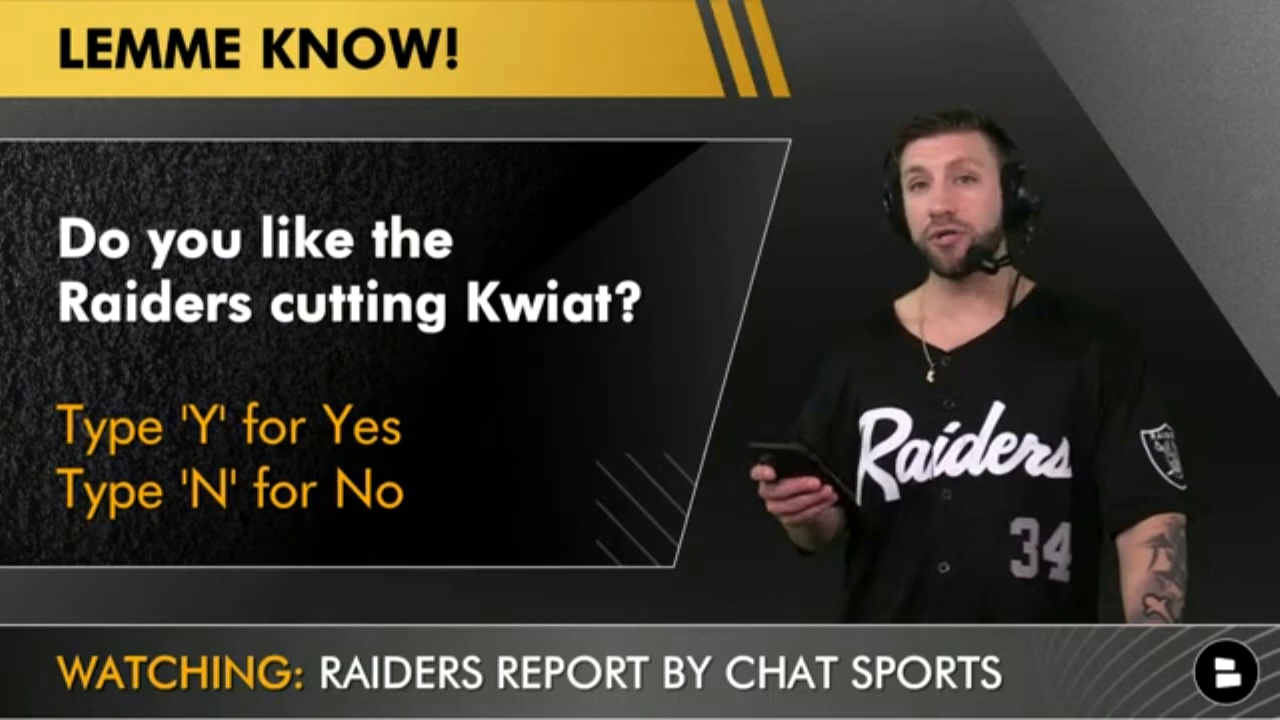 LEMME KNOW!
Do you like the
Raiders cutting Kwiat?
Type 'Y' for Yes
Type 'N' for No
Raiders
34
WATCHING: RAIDERS REPORT BY CHAT SPORTS